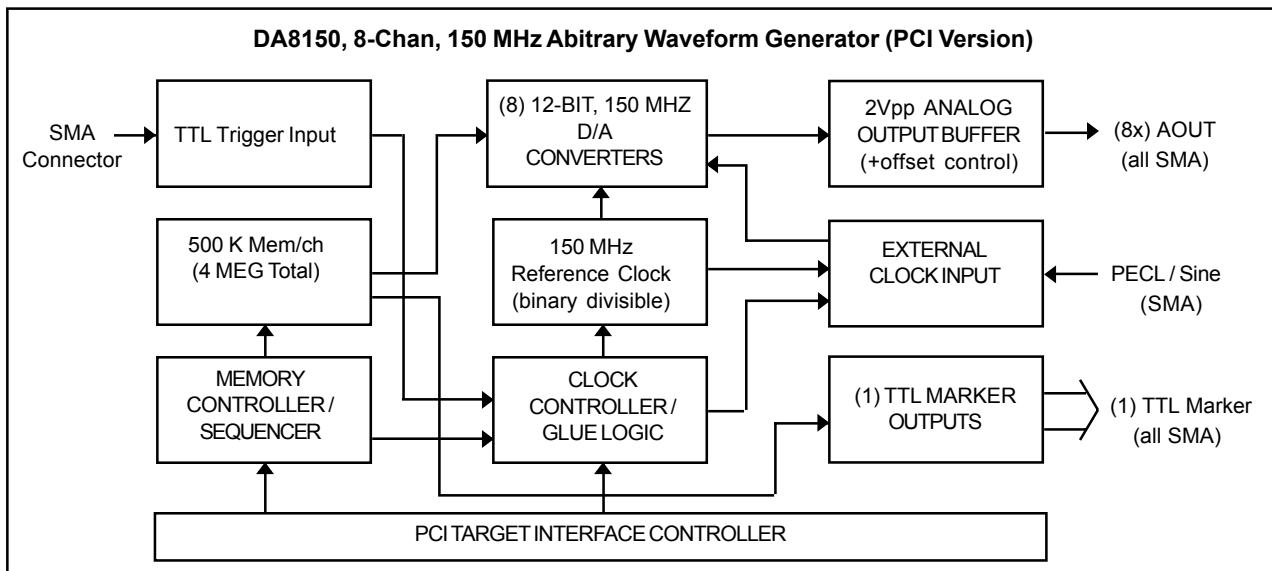 DA8150, 8-Chan, 150 MHz Abitrary Waveform Generator (PCI Version)
SMA
Connector
TTL Trigger Input
(8) 12-BIT, 150 MHZ
D/A
CONVERTERS
2Vpp ANALOG
OUTPUT BUFFER
(+offset control)
(8x) AOUT
(all SMA)
500 K Mem/ch
(4 MEG Total)
150 MHz
Reference Clock
(binary divisible)
EXTERNAL
CLOCK INPUT
PECL / Sine
(SMA)
MEMORY
CONTROLLER /
SEQUENCER
CLOCK
CONTROLLER /
GLUE LOGIC
(1) TTL MARKER
OUTPUTS
(1) TTL Marker
(all SMA)
PCI TARGET INTERFACE CONTROLLER